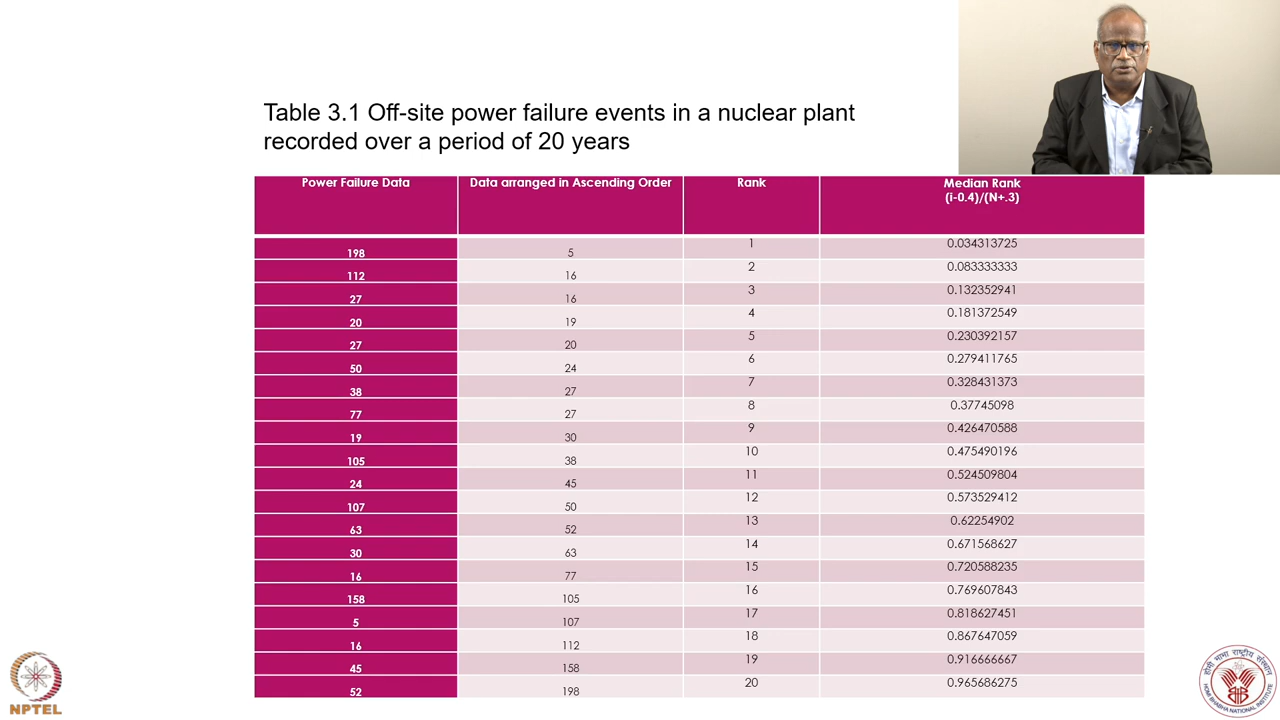 Table 3.1 Off-site power failure events in a nuclear plant
recorded over a period of 20 years
Power Failure Data Data arranged in Ascending Order Rank Median Rank
(i-0.4)/(N+.3)
198 5 1 0.034313725
112 16 2 0.083333333
27 16 3 0.132352941
20 19 4 0.181372549
27 20 5 0.230392157
50 24 6 0.279411765
38 27 7 0.328431373
77 27 8 0.37745098
19 30 9 0.426470588
105 38 10 0.475490196
24 45 11 0.524509804
107 50 12 0.573529412
63 52 13 0.62254902
30 63 14 0.671568627
16 77 15 0.720588235
158 105 16 0.769607843
5 107 17 0.818627451
16 112 18 0.867647059
45 158 19 0.916666667
52 198 20 0.965686275
NPTEL
होमी भाभा राष्ट्रीय संस्थान
HOMI BHABHA NATIONAL INSTITUTE